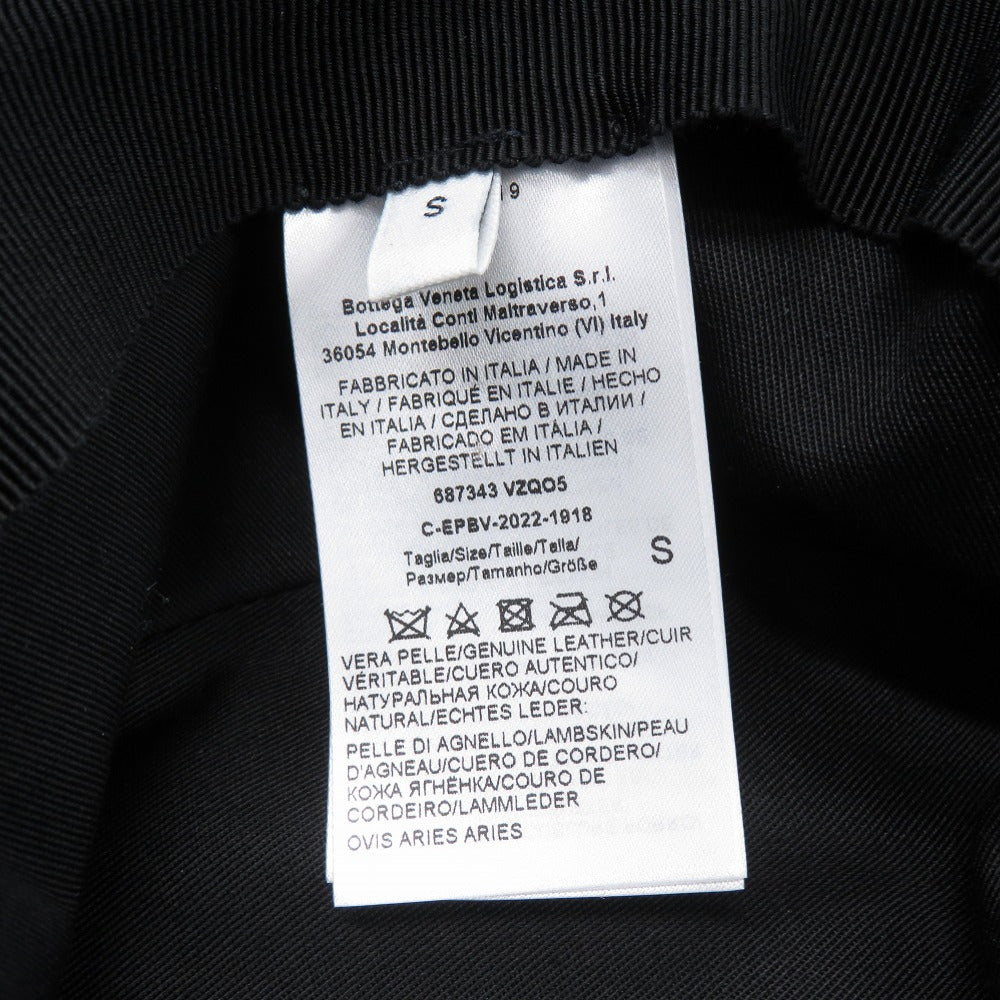 S
9
Bottega Veneta Logistica S.r.l.
Località Conti Maltraverso,1
36054 Montebello Vicentino (VI) Italy
FABBRICATO IN ITALIA / MADE IN
ITALY / FABRIQUÉ EN ITALIE / HECHO
EN ITALIA / СДЕЛАНО В ИТАЛИИ /
FABRICADO EM ITÀLIA /
HERGESTELLT IN ITALIEN
687343 VZQO5
C-EPBV-2022-1918
Taglia/Size/Taille/Talla/
Размер/Tamanho/Größe
S
VERA PELLE/GENUINE LEATHER/CUIR
VÉRITABLE/CUERO AUTENTICO/
НАТУРАЛЬНАЯ КОЖА/COURO
NATURAL/ECHTES LEDER:
PELLE DI AGNELLO/LAMBSKIN/PEAU
D'AGNEAU/CUERO DE CORDERO/
КОЖА ЯГНЁНКА/COURO DE
CORDEIRO/LAMMLEDER
OVIS ARIES ARIES